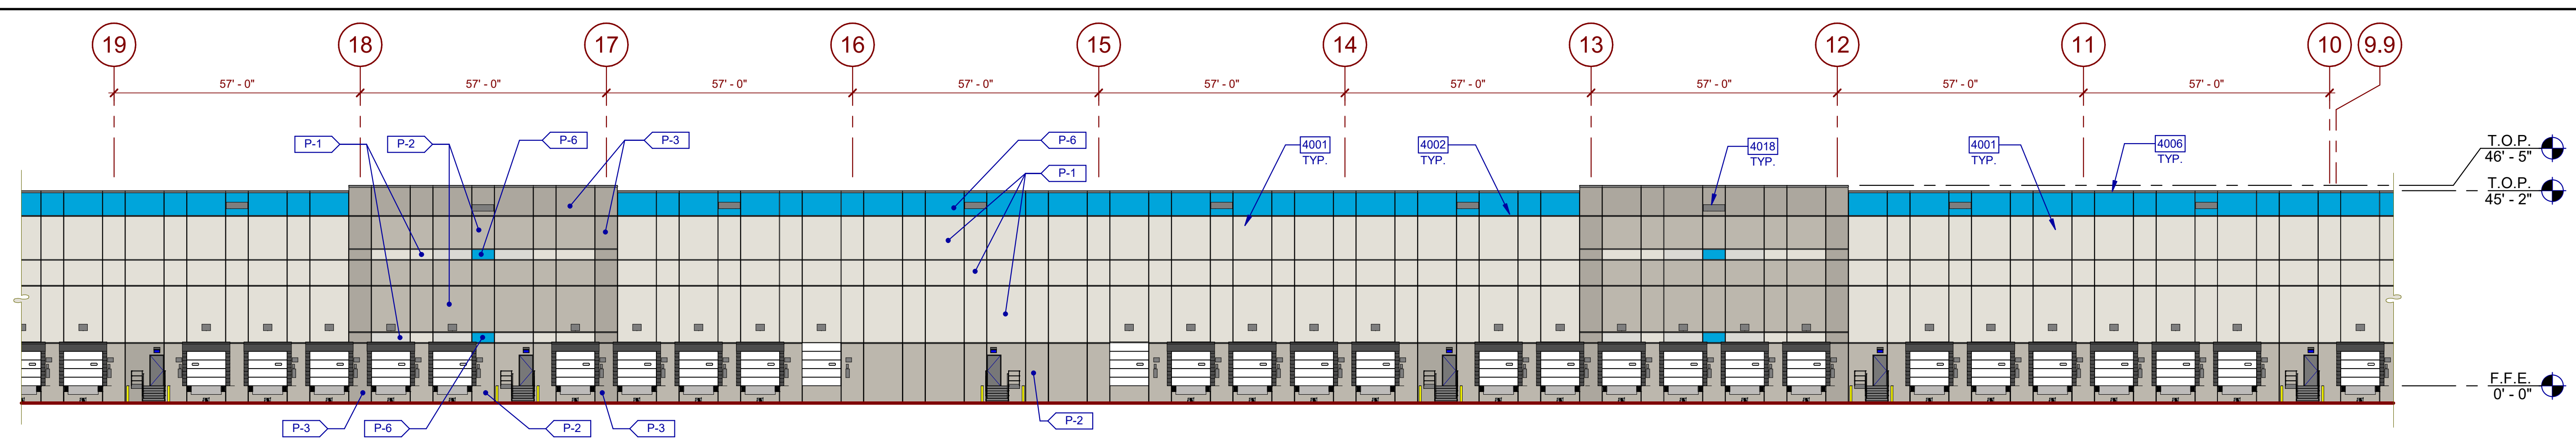 19 18 17 16 15 14 13 12 11 10 9.9
57' - 0" 57' - 0" 57' - 0" 57' - 0" 57' - 0" 57' - 0" 57' - 0" 57' - 0" 57' - 0"
P-1 P-2 P-6 P-3 P-6 4001 4002 4018 4001 4006
TYP. TYP. TYP. TYP. TYP.
P-1
T.O.P.
46' - 5"
T.O.P.
45' - 2"
F.F.E.
0' - 0"
P-3 P-6 P-2 P-3 P-2